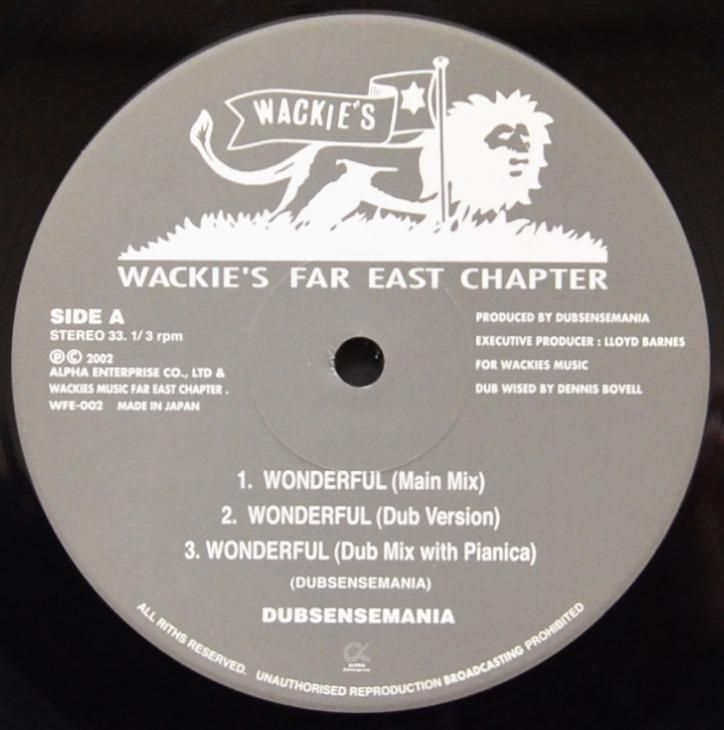 WACKIE'S
WACKIE'S FAR EAST CHAPTER
SIDE A
STEREO 33. 1/3 rpm
ⓅⒸ 2002
ALPHA ENTERPRISE CO., LTD &
WACKIES MUSIC FAR EAST CHAPTER .
WFE-002 MADE IN JAPAN
PRODUCED BY DUBSENSEMANIA
EXECUTIVE PRODUCER : LLOYD BARNES
FOR WACKIES MUSIC
DUB WISED BY DENNIS BOVELL
1. WONDERFUL (Main Mix)
2. WONDERFUL (Dub Version)
3. WONDERFUL (Dub Mix with Pianica)
(DUBSENSEMANIA)
DUBSENSEMANIA
ALPHA
Enterprise
ALL RITHS RESERVED. UNAUTHORISED REPRODUCTION BROADCASTING PROHIBITED